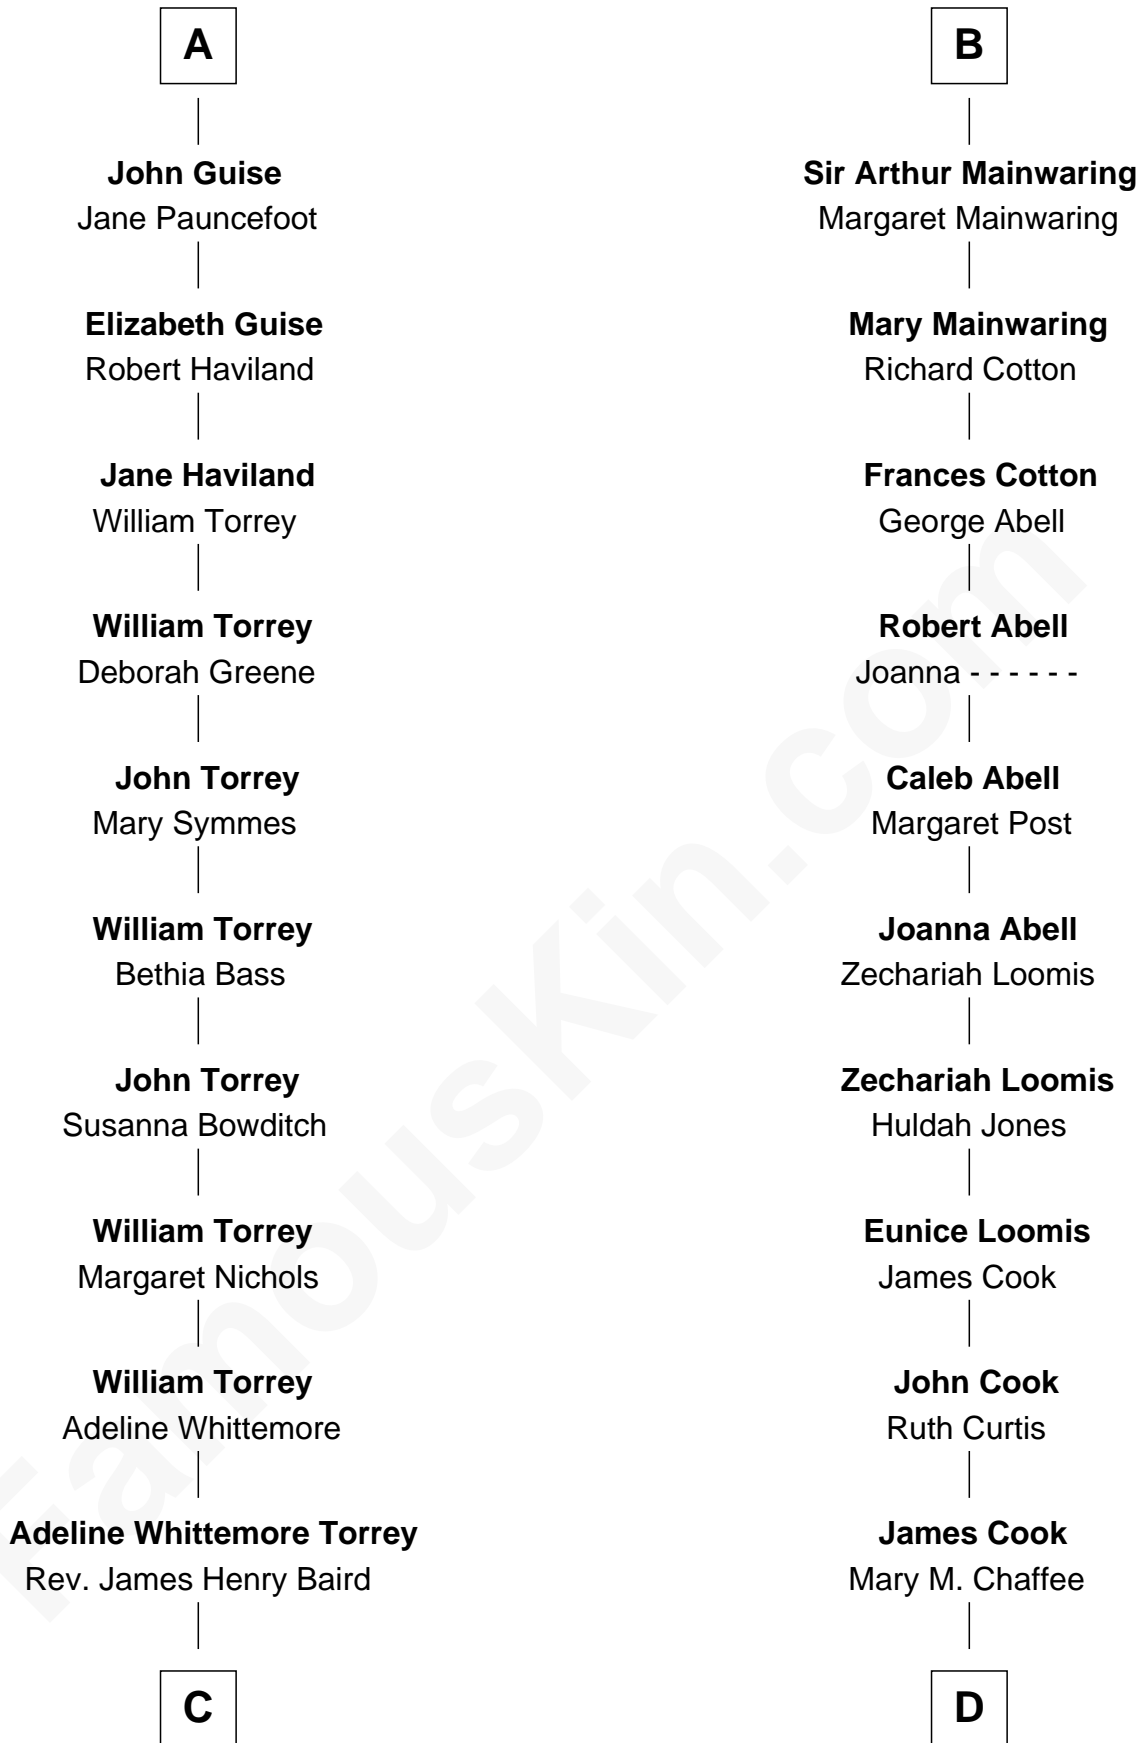 A
John Guise
Jane Pauncefoot
Elizabeth Guise
Robert Haviland
Jane Haviland
William Torrey
William Torrey
Deborah Greene
John Torrey
Mary Symmes
William Torrey
Bethia Bass
John Torrey
Susanna Bowditch
William Torrey
Margaret Nichols
William Torrey
Adeline Whittemore
Adeline Whittemore Torrey
Rev. James Henry Baird
C
B
Sir Arthur Mainwaring
Margaret Mainwaring
Mary Mainwaring
Richard Cotton
Frances Cotton
George Abell
Robert Abell
Joanna - - - - - -
Caleb Abell
Margaret Post
Joanna Abell
Zechariah Loomis
Zechariah Loomis
Huldah Jones
Eunice Loomis
James Cook
John Cook
Ruth Curtis
James Cook
Mary M. Chaffee
D
FamousKin.com